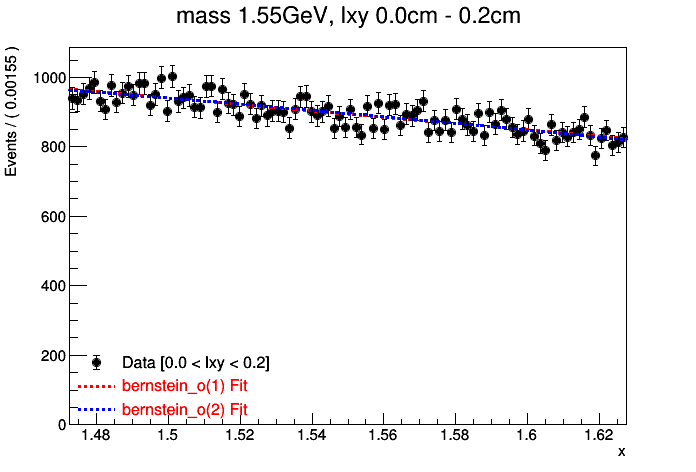 mass 1.55GeV, lxy 0.0cm - 0.2cm
Events / ( 0.00155 )
1000
800
600
400
200
0
Data [0.0 < lxy < 0.2]
bernstein_o(1) Fit
bernstein_o(2) Fit
1.48 1.5 1.52 1.54 1.56 1.58 1.6 1.62
x